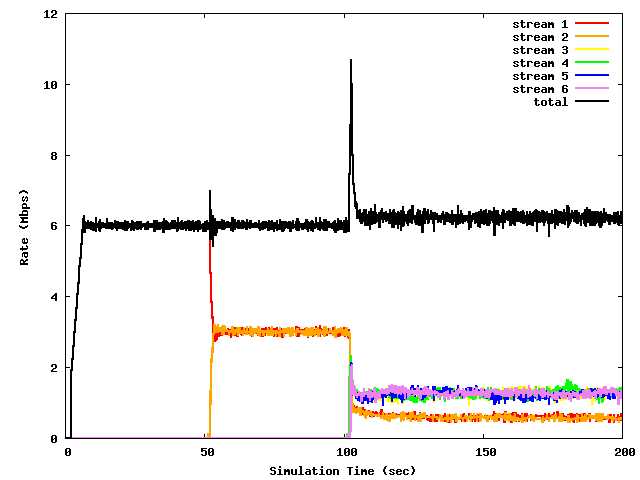 12
stream 1
stream 2
stream 3
stream 4
stream 5
stream 6
total
10
8
6
4
2
0
Rate (Mbps)
0 50 100 150 200
Simulation Time (sec)